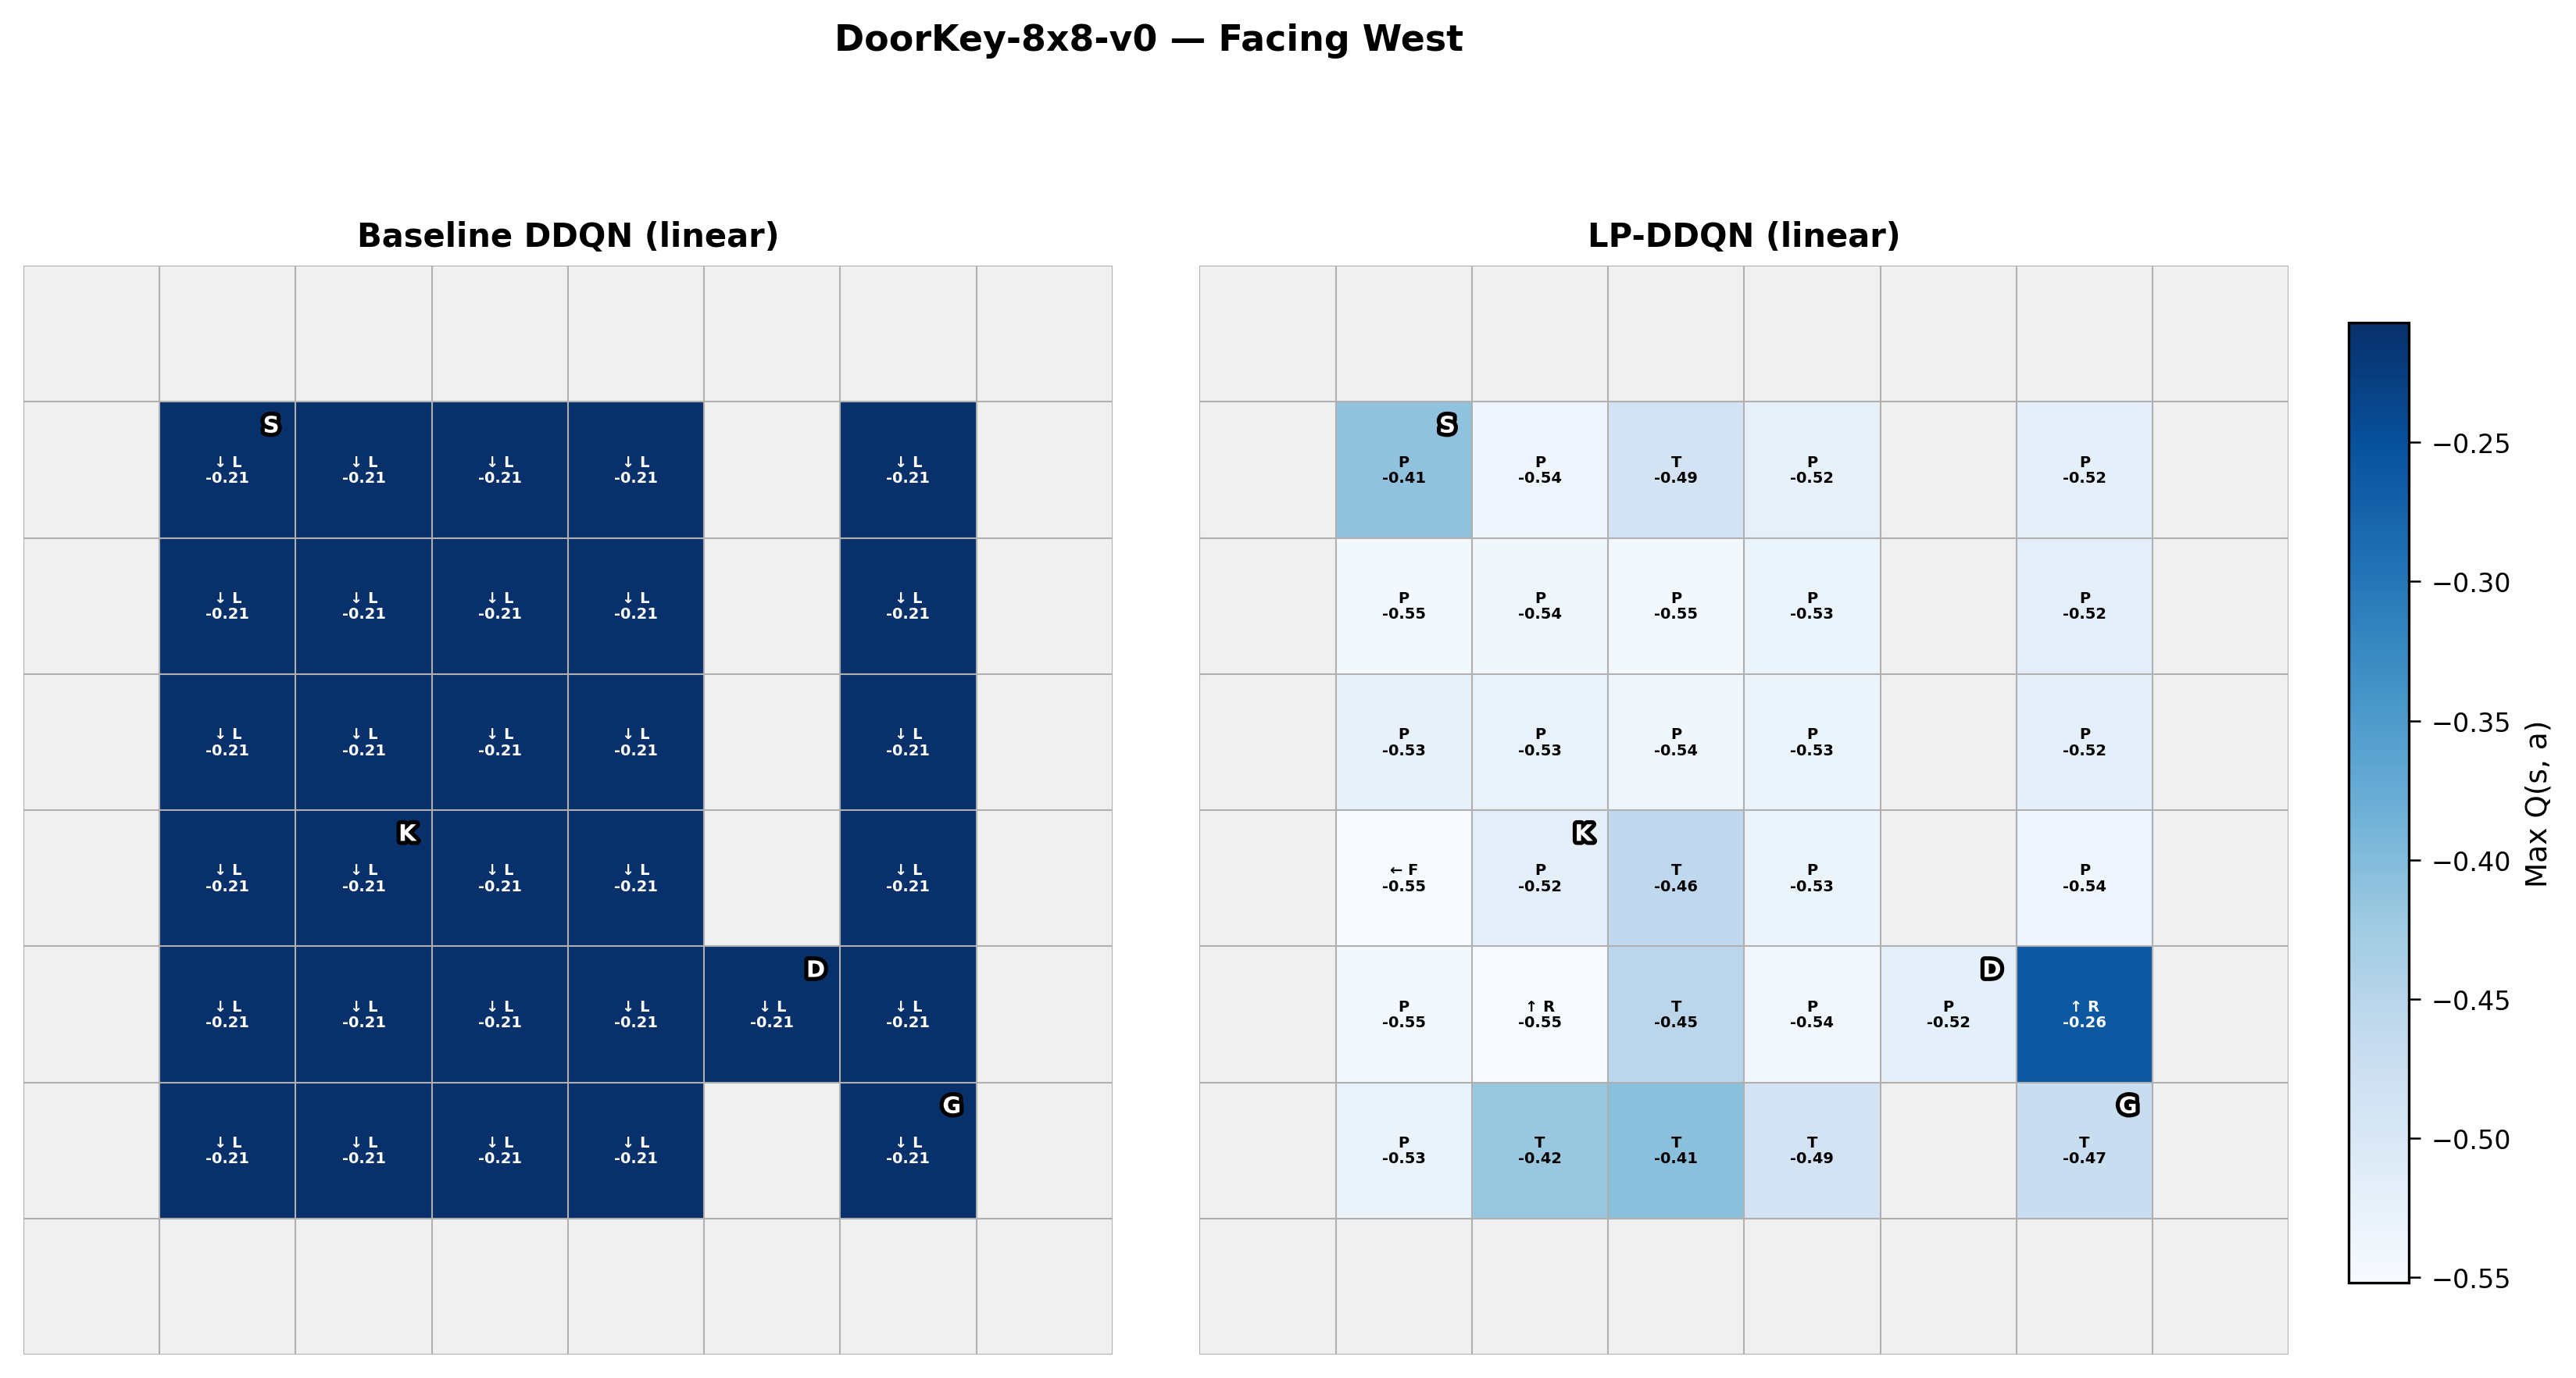 DoorKey-8x8-v0 — Facing West
Baseline DDQN (linear)
S
↓ L ↓ L ↓ L ↓ L ↓ L
-0.21 -0.21 -0.21 -0.21 -0.21
↓ L ↓ L ↓ L ↓ L ↓ L
-0.21 -0.21 -0.21 -0.21 -0.21
↓ L ↓ L ↓ L ↓ L ↓ L
-0.21 -0.21 -0.21 -0.21 -0.21
K
↓ L ↓ L ↓ L ↓ L ↓ L
-0.21 -0.21 -0.21 -0.21 -0.21
D
↓ L ↓ L ↓ L ↓ L ↓ L ↓ L
-0.21 -0.21 -0.21 -0.21 -0.21 -0.21
G
↓ L ↓ L ↓ L ↓ L ↓ L
-0.21 -0.21 -0.21 -0.21 -0.21
LP-DDQN (linear)
S
P P T P P
-0.41 -0.54 -0.49 -0.52 -0.52
P P P P P
-0.55 -0.54 -0.55 -0.53 -0.52
P P P P P
-0.53 -0.53 -0.54 -0.53 -0.52
K
← F P T P P
-0.55 -0.52 -0.46 -0.53 -0.54
D
P ↑ R T P P ↑ R
-0.55 -0.55 -0.45 -0.54 -0.52 -0.26
G
P T T T T
-0.53 -0.42 -0.41 -0.49 -0.47
−0.25
−0.30
−0.35
−0.40
−0.45
−0.50
−0.55
Max Q(s, a)